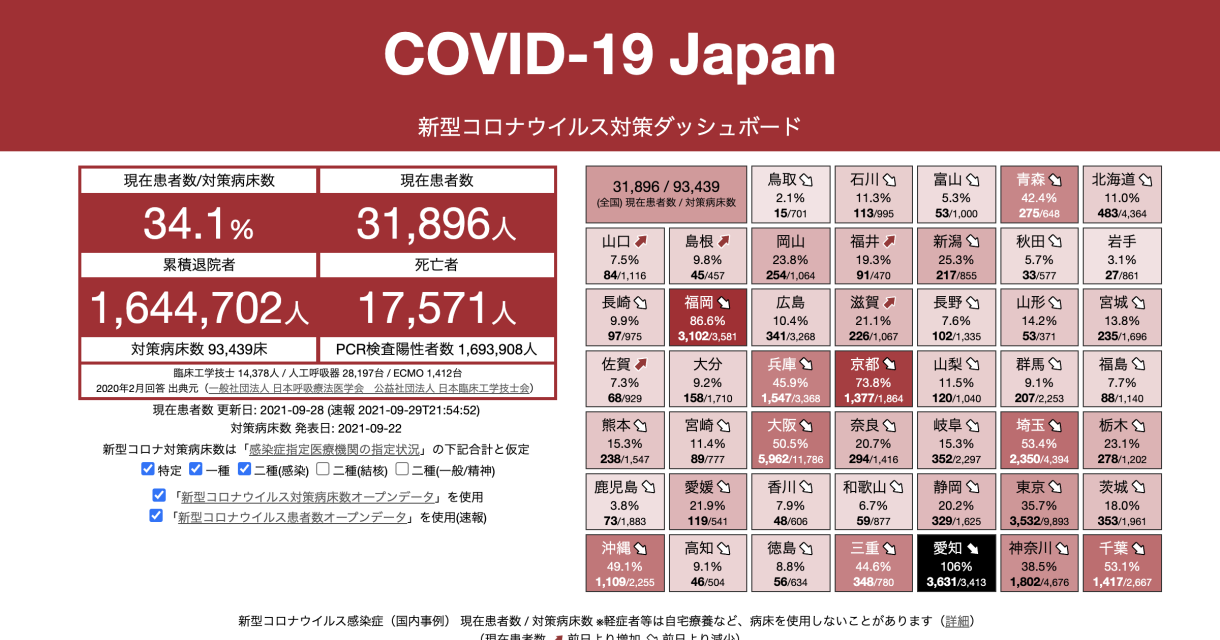 COVID-19 Japan
新型コロナウイルス対策ダッシュボード
現在患者数/対策病床数
現在患者数
34.1%
31,896人
累積退院者
死亡者
1,644,702人
17,571人
対策病床数 93,439床
PCR検査陽性者数 1,693,908人
臨床工学技士 14,378人 / 人工呼吸器 28,197台 / ECMO 1,412台
2020年2月回答 出典元（一般社団法人 日本呼吸療法医学会　公益社団法人 日本臨床工学技士会）
現在患者数 更新日: 2021-09-28 (速報 2021-09-29T21:54:52)
対策病床数 発表日: 2021-09-22
新型コロナ対策病床数は「感染症指定医療機関の指定状況」の下記合計と仮定
特定 一種 二種(感染) 二種(結核) 二種(一般/精神)
「新型コロナウイルス対策病床数オープンデータ」を使用
「新型コロナウイルス患者数オープンデータ」を使用(速報)
31,896 / 93,439
(全国) 現在患者数 / 対策病床数
鳥取
2.1%
15/701
石川
11.3%
113/995
富山
5.3%
53/1,000
青森
42.4%
275/648
北海道
11.0%
483/4,364
山口
7.5%
84/1,116
島根
9.8%
45/457
岡山
23.8%
254/1,064
福井
19.3%
91/470
新潟
25.3%
217/855
秋田
5.7%
33/577
岩手
3.1%
27/861
長崎
9.9%
97/975
福岡
86.6%
3,102/3,581
広島
10.4%
341/3,268
滋賀
21.1%
226/1,067
長野
7.6%
102/1,335
山形
14.2%
53/371
宮城
13.8%
235/1,696
佐賀
7.3%
68/929
大分
9.2%
158/1,710
兵庫
45.9%
1,547/3,368
京都
73.8%
1,377/1,864
山梨
11.5%
120/1,040
群馬
9.1%
207/2,253
福島
7.7%
88/1,140
熊本
15.3%
238/1,547
宮崎
11.4%
89/777
大阪
50.5%
5,962/11,786
奈良
20.7%
294/1,416
岐阜
15.3%
352/2,297
埼玉
53.4%
2,350/4,394
栃木
23.1%
278/1,202
鹿児島
3.8%
73/1,883
愛媛
21.9%
119/541
香川
7.9%
48/606
和歌山
6.7%
59/877
静岡
20.2%
329/1,625
東京
35.7%
3,532/9,893
茨城
18.0%
353/1,961
沖縄
49.1%
1,109/2,255
高知
9.1%
46/504
徳島
8.8%
56/634
三重
44.6%
348/780
愛知
106%
3,631/3,413
神奈川
38.5%
1,802/4,676
千葉
53.1%
1,417/2,667
新型コロナウイルス感染症（国内事例） 現在患者数 / 対策病床数 ※軽症者等は自宅療養など、病床を使用しないことがあります（詳細）
（現在患者数 前日より増加 前日より減少）